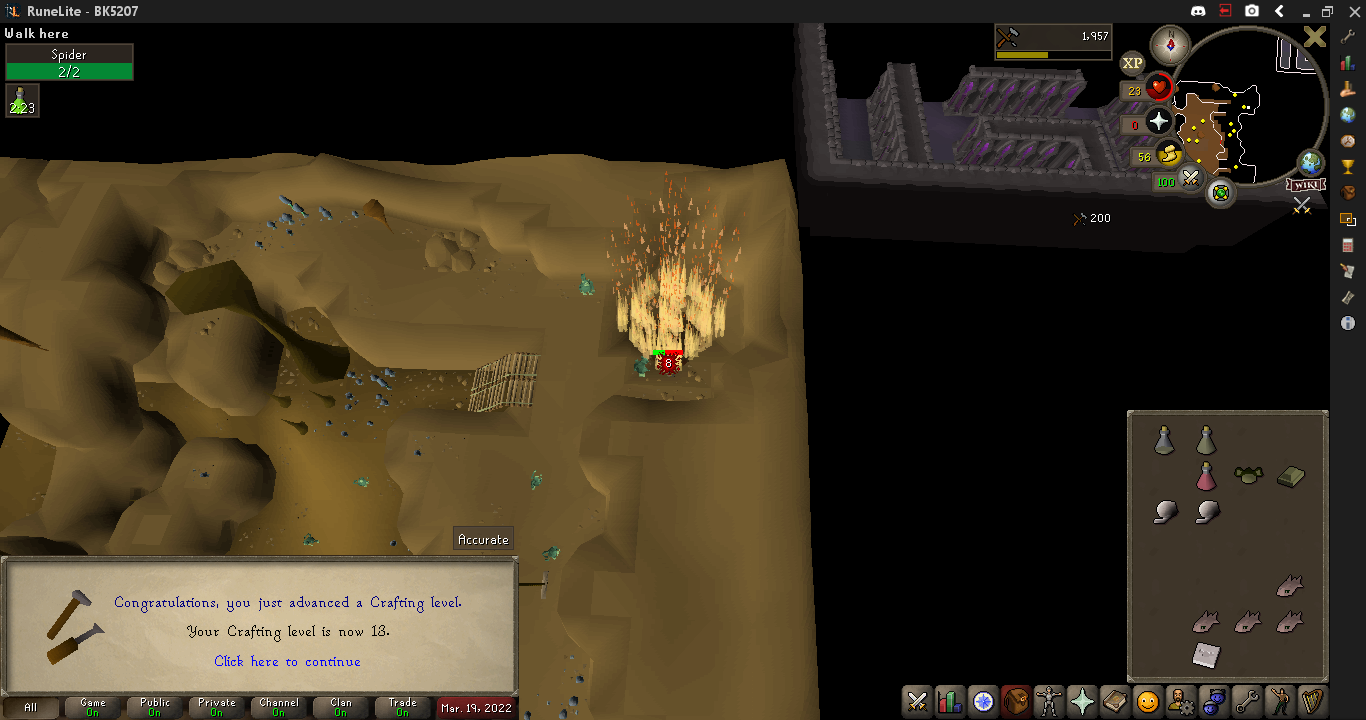 RuneLite - BK5207
Walk here
Spider
2/2
2:23
1,957
XP
23
0
56
100
N
WIKI
200
8
Accurate
Congratulations, you just advanced a Crafting level.
Your Crafting level is now 13.
Click here to continue
All
Game
On
Public
On
Private
On
Channel
On
Clan
On
Trade
On
Mar. 19, 2022